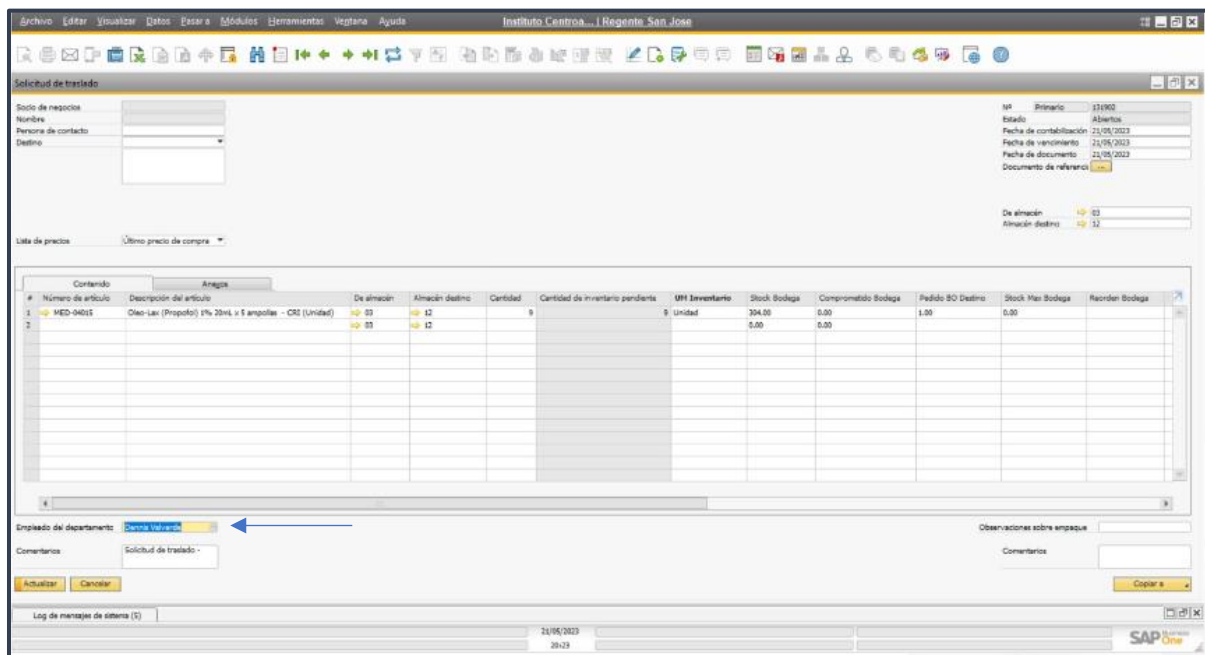 Archivo Editar Visualizar Datos Pasar a Módulos Herramientas Ventana Ayuda Instituto Centroa... | Regente San Jose
Solicitud de traslado
Socio de negocios
Nombre
Persona de contacto
Destino
Nº Primario 131902
Estado Abiertos
Fecha de contabilización 21/05/2023
Fecha de vencimiento 21/05/2023
Fecha de documento 21/05/2023
Documento de referenci ...
De almacén 03
Almacén destino 12
Lista de precios Último precio de compra
Contenido Anexos
# Número de artículo Descripción del artículo De almacén Almacén destino Cantidad Cantidad de inventario pendiente UM Inventario Stock Bodega Comprometido Bodega Pedido BO Destino Stock Max Bodega Reorden Bodega
1 MED-04015 Oleo-Lax (Propofol) 1% 20mL x 5 ampollas - CRI (Unidad) 03 12 9 9 Unidad 304.00 0.00 1.00 0.00
2 03 12 0.00 0.00
Empleado del departamento Dennis Valverde
Observaciones sobre empaque
Comentarios Solicitud de traslado -
Comentarios
Actualizar Cancelar
Copiar a
Log de mensajes de sistema (5)
21/05/2023
20:23
SAP Business One